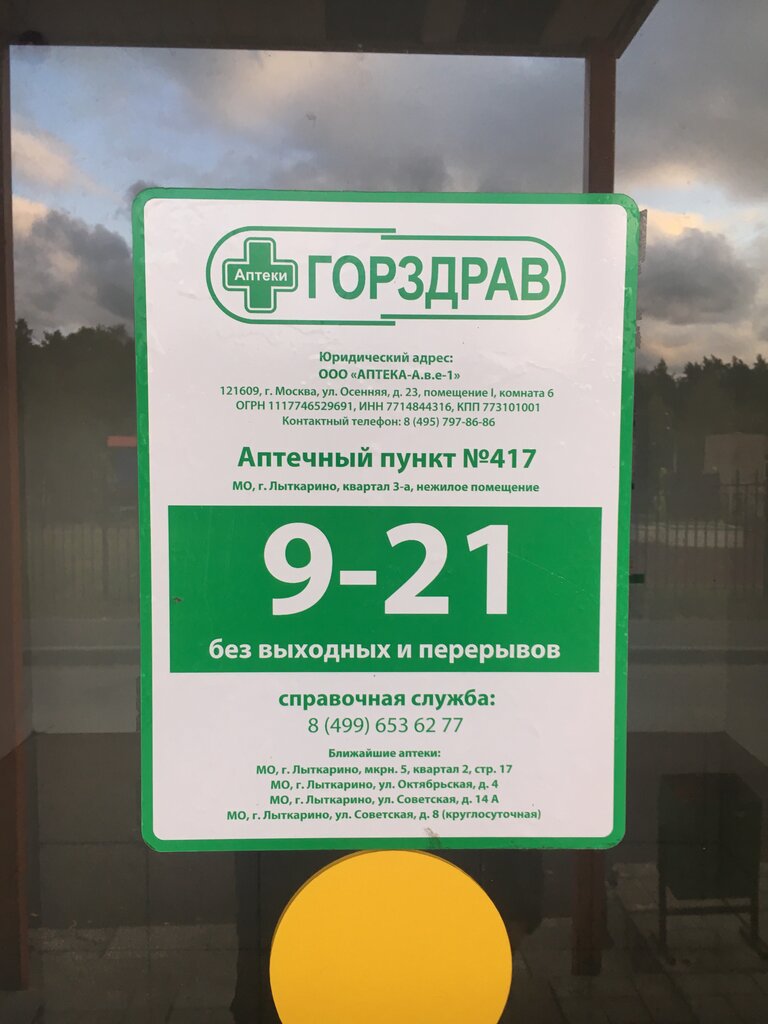 Аптеки ГОРЗДРАВ
Юридический адрес:
ООО «АПТЕКА-А.в.е-1»
121609, г. Москва, ул. Осенняя, д. 23, помещение I, комната 6
ОГРН 1117746529691, ИНН 7714844316, КПП 773101001
Контактный телефон: 8 (495) 797-86-86
Аптечный пункт №417
МО, г. Лыткарино, квартал 3-а, нежилое помещение
9-21
без выходных и перерывов
справочная служба:
8 (499) 653 62 77
Ближайшие аптеки:
МО, г. Лыткарино, мкрн. 5, квартал 2, стр. 17
МО, г. Лыткарино, ул. Октябрьская, д. 4
МО, г. Лыткарино, ул. Советская, д. 14 А
МО, г. Лыткарино, ул. Советская, д. 8 (круглосуточная)